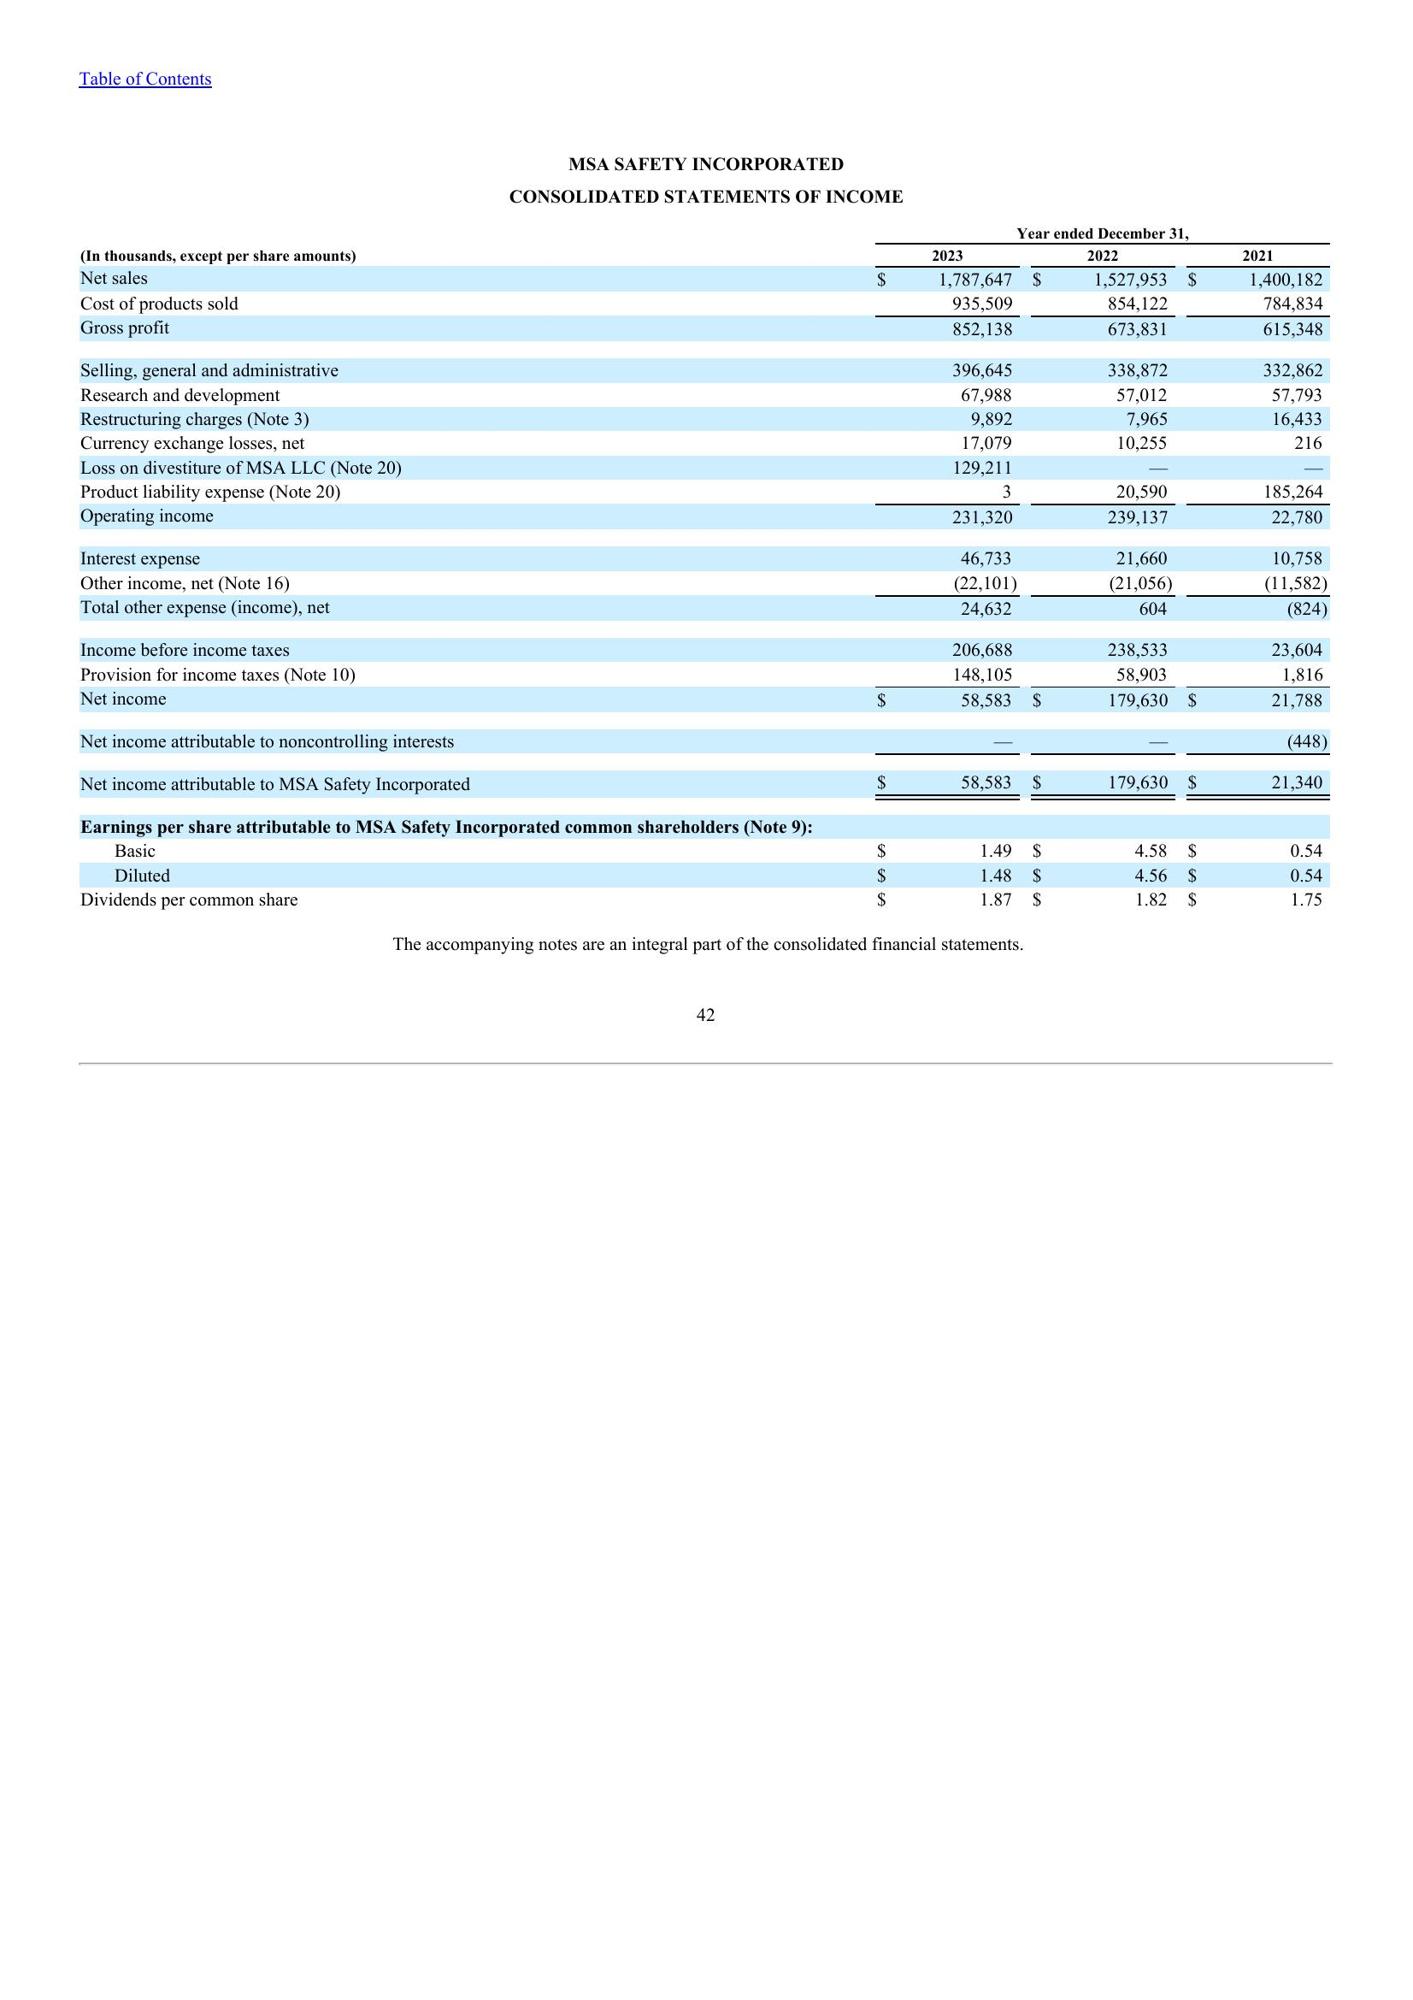 Table of Contents
MSA SAFETY INCORPORATED
CONSOLIDATED STATEMENTS OF INCOME
Year ended December 31,
(In thousands, except per share amounts) 2023 2022 2021
Net sales $ 1,787,647 $ 1,527,953 $ 1,400,182
Cost of products sold 935,509 854,122 784,834
Gross profit 852,138 673,831 615,348
Selling, general and administrative 396,645 338,872 332,862
Research and development 67,988 57,012 57,793
Restructuring charges (Note 3) 9,892 7,965 16,433
Currency exchange losses, net 17,079 10,255 216
Loss on divestiture of MSA LLC (Note 20) 129,211 — —
Product liability expense (Note 20) 3 20,590 185,264
Operating income 231,320 239,137 22,780
Interest expense 46,733 21,660 10,758
Other income, net (Note 16) (22,101) (21,056) (11,582)
Total other expense (income), net 24,632 604 (824)
Income before income taxes 206,688 238,533 23,604
Provision for income taxes (Note 10) 148,105 58,903 1,816
Net income $ 58,583 $ 179,630 $ 21,788
Net income attributable to noncontrolling interests — — (448)
Net income attributable to MSA Safety Incorporated $ 58,583 $ 179,630 $ 21,340
Earnings per share attributable to MSA Safety Incorporated common shareholders (Note 9):
Basic $ 1.49 $ 4.58 $ 0.54
Diluted $ 1.48 $ 4.56 $ 0.54
Dividends per common share $ 1.87 $ 1.82 $ 1.75
The accompanying notes are an integral part of the consolidated financial statements.
42